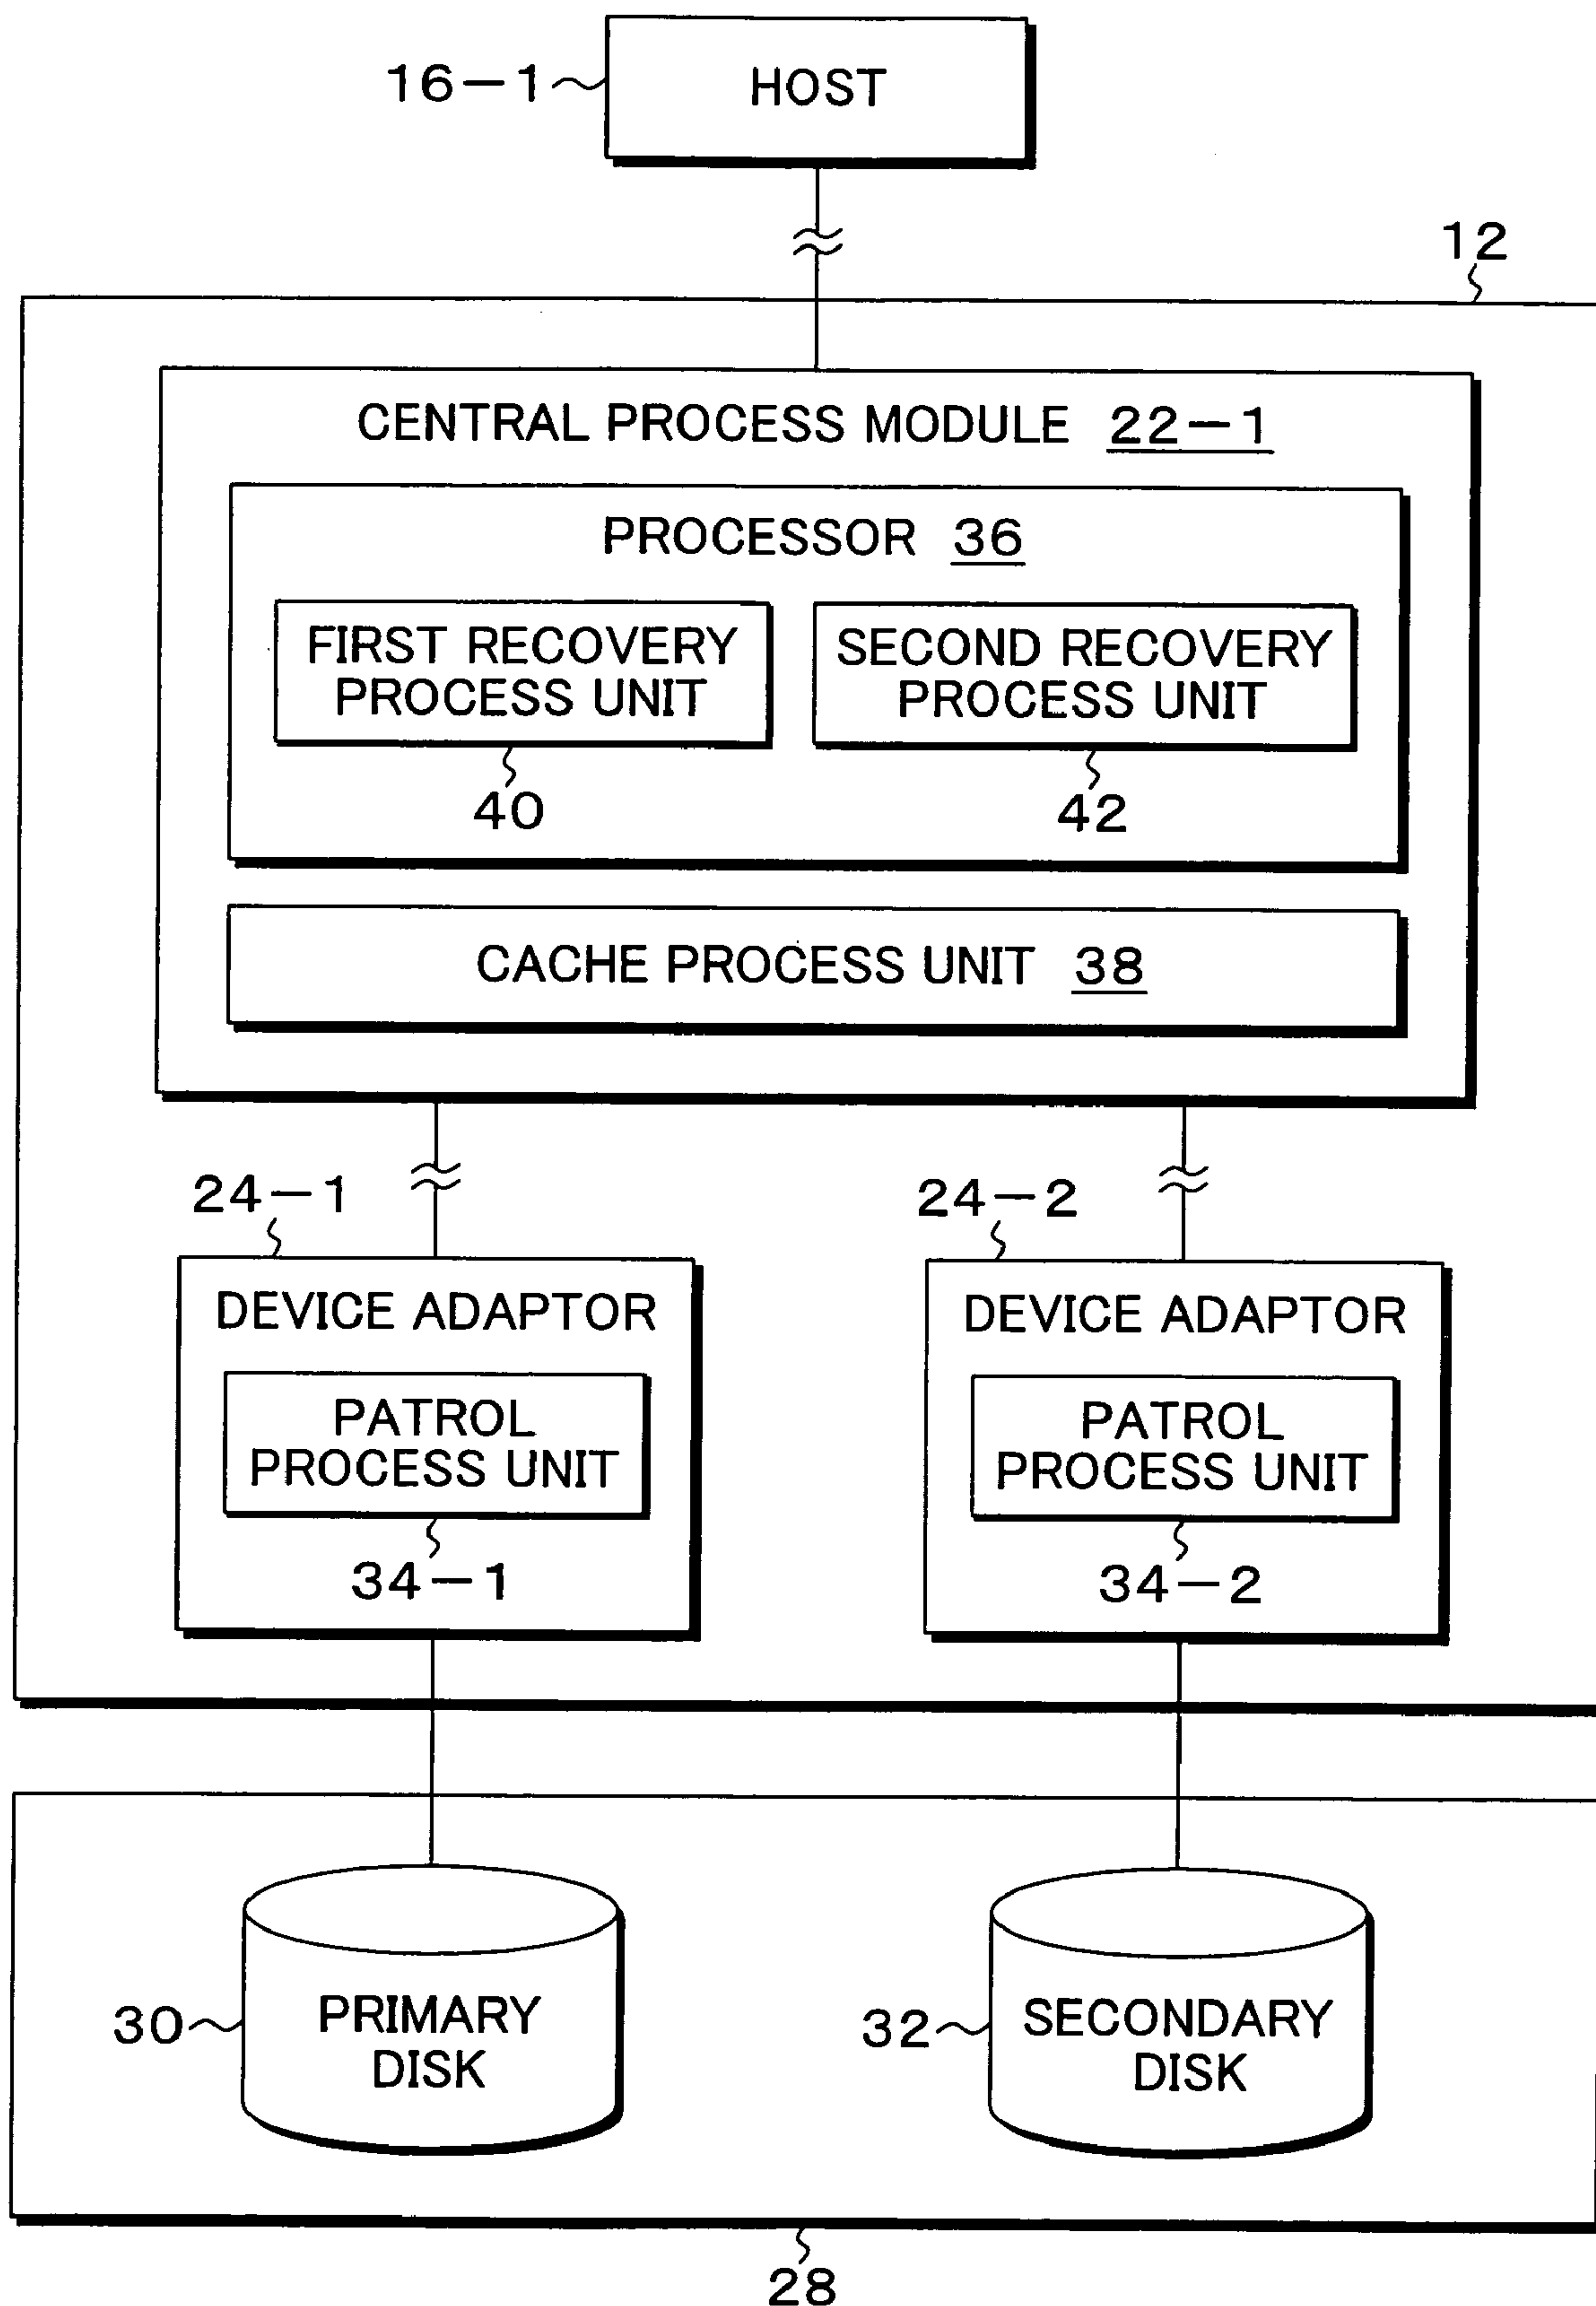 16-1
HOST
12
CENTRAL PROCESS MODULE 22-1
PROCESSOR 36
FIRST RECOVERY
PROCESS UNIT
SECOND RECOVERY
PROCESS UNIT
40
42
CACHE PROCESS UNIT 38
24-1
24-2
DEVICE ADAPTOR
DEVICE ADAPTOR
PATROL
PROCESS UNIT
PATROL
PROCESS UNIT
34-1
34-2
30
PRIMARY
DISK
32
SECONDARY
DISK
28